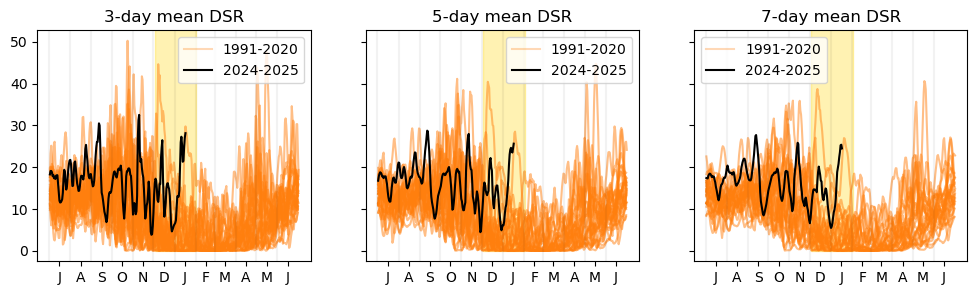 3-day mean DSR
5-day mean DSR
7-day mean DSR
50
40
30
20
10
0
1991-2020
2024-2025
1991-2020
2024-2025
1991-2020
2024-2025
J A S O N D J F M A M J
J A S O N D J F M A M J
J A S O N D J F M A M J